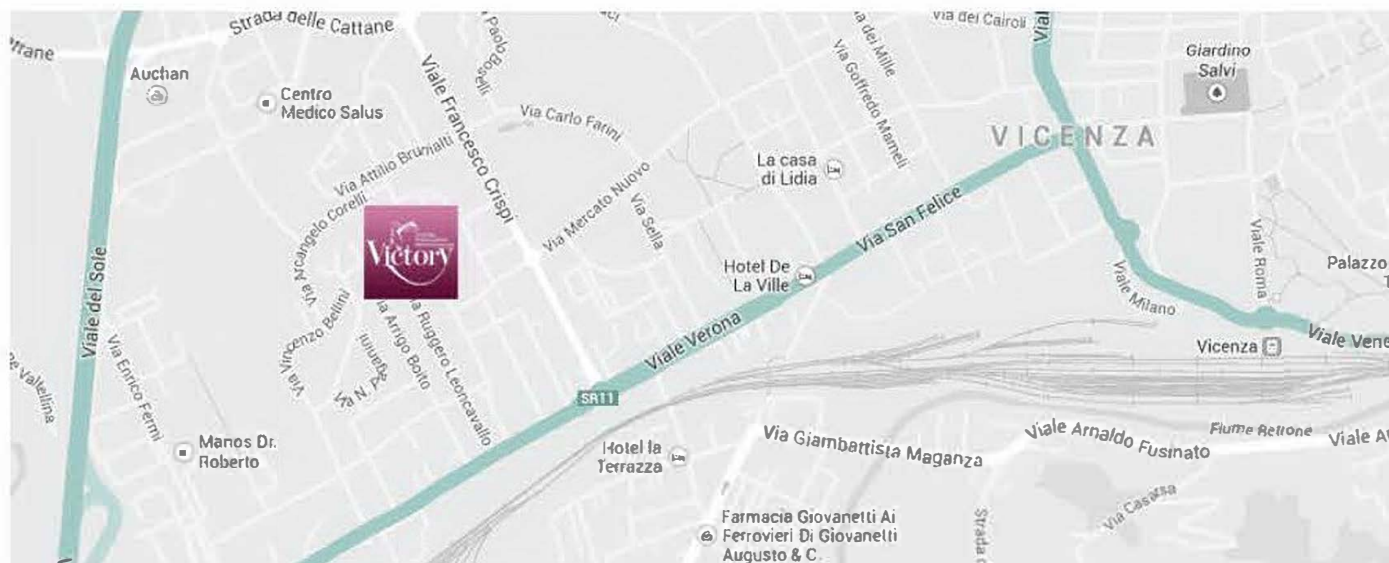 Strada delle Cattane
Via dei Cairoli
Giardino
Salvi
Auchan
Centro
Medico Salus
Viale Francesco Crispi
Via Goffredo Mameli
Via Carlo Farini
VICENZA
Via Attilio Brunialti
La casa
di Lidia
Via Mercato Nuovo
Via Arcangelo Corelli
Via Sella
Via San Felice
Victory
Viale del Sole
Hotel De
La Ville
Viale Roma
Palazzo
Viale Milano
Via Vincenzo Bellini
Via Enrico Fermi
Arrigo Boito
Ruggero Leoncavallo
Viale Verona
Vicenza
Viale Vene
SR11
Manos Dr.
Roberto
Hotel la
Terrazza
Via Giambattista Maganza
Viale Arnaldo Fusinato
Fiume Retrone
Viale
Via Casarsa
Strada
Farmacia Giovanetti Ai
Ferrovieri Di Giovanetti
Augusto & C.